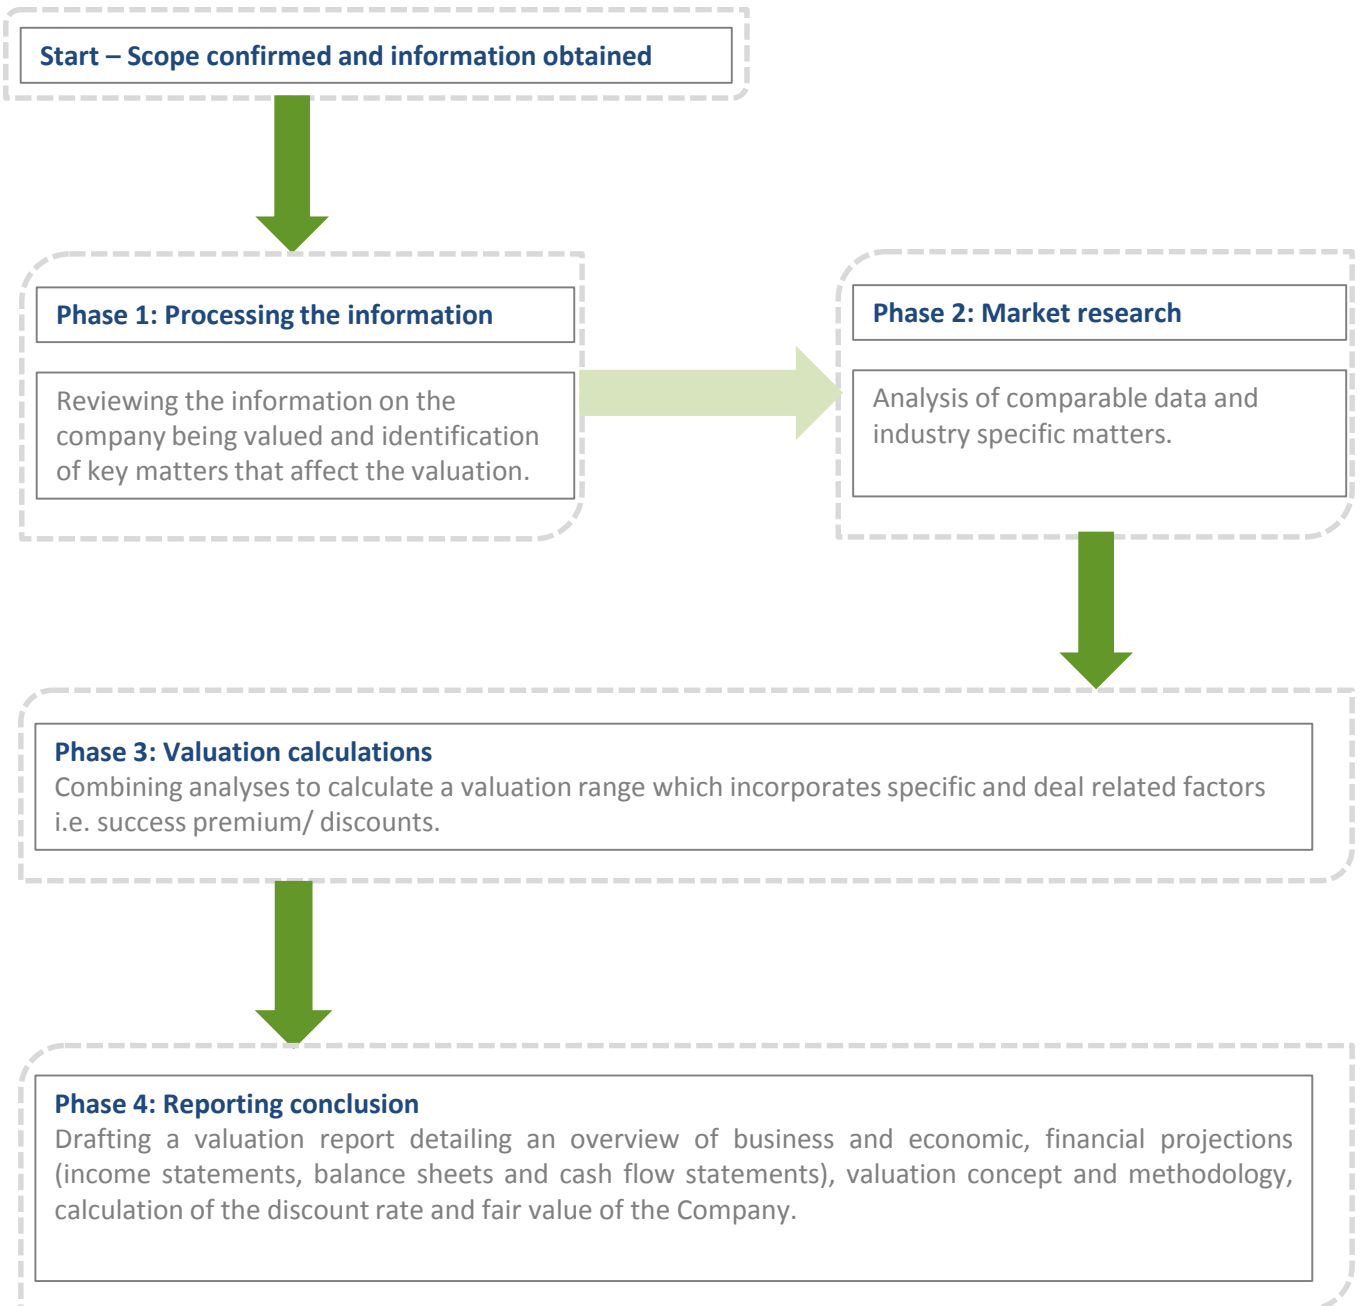 Start – Scope confirmed and information obtained
Phase 1: Processing the information
Reviewing the information on the
company being valued and identification
of key matters that affect the valuation.
Phase 2: Market research
Analysis of comparable data and
industry specific matters.
Phase 3: Valuation calculations
Combining analyses to calculate a valuation range which incorporates specific and deal related factors
i.e. success premium/ discounts.
Phase 4: Reporting conclusion
Drafting a valuation report detailing an overview of business and economic, financial projections
(income statements, balance sheets and cash flow statements), valuation concept and methodology,
calculation of the discount rate and fair value of the Company.